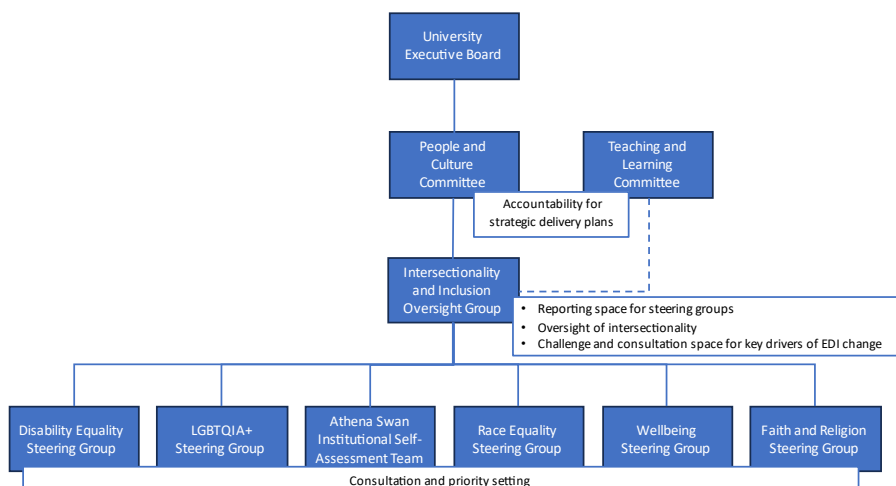 University
Executive Board
People and
Culture
Committee
Teaching and
Learning
Committee
Accountability for
strategic delivery plans
Intersectionality
and Inclusion
Oversight Group
• Reporting space for steering groups
• Oversight of intersectionality
• Challenge and consultation space for key drivers of EDI change
Disability Equality
Steering Group
LGBTQIA+
Steering Group
Athena Swan
Institutional Self-
Assessment Team
Race Equality
Steering Group
Wellbeing
Steering Group
Faith and Religion
Steering Group
Consultation and priority setting